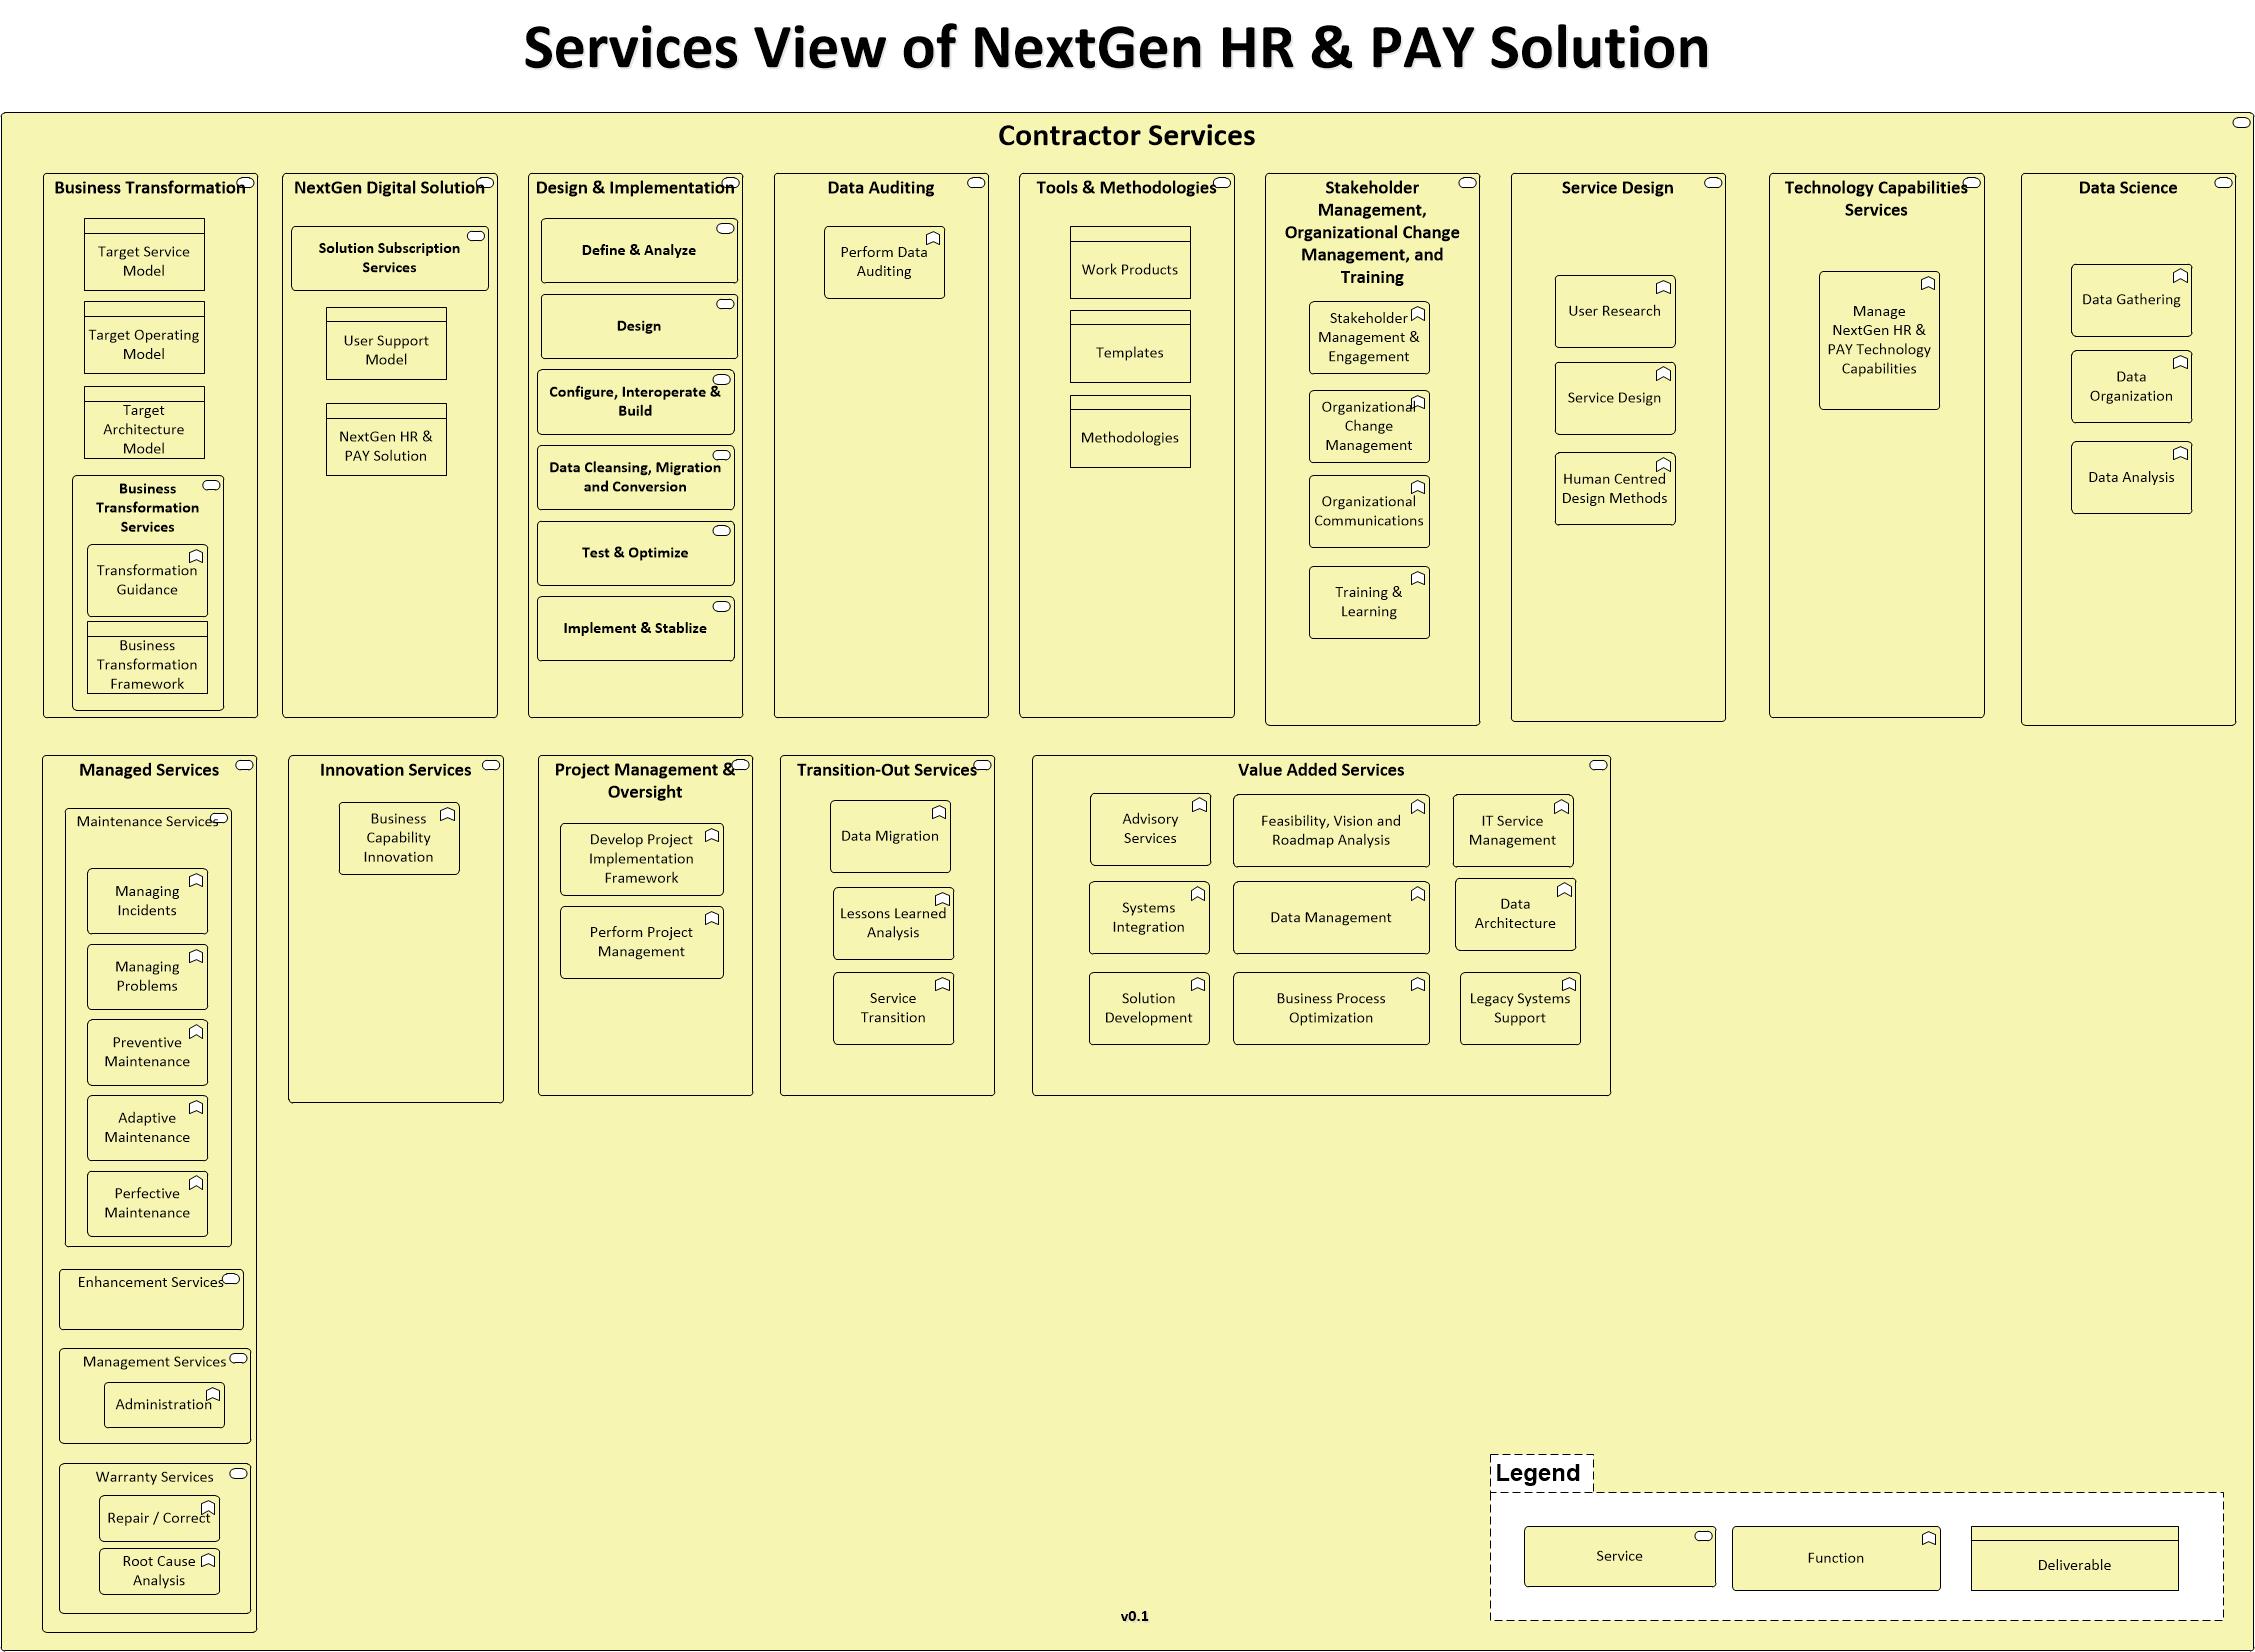 Services View of NextGen HR & PAY Solution
Contractor Services
Business Transformation
Target Service
Model
Target Operating
Model
Target
Architecture
Model
Business
Transformation
Services
Transformation
Guidance
Business
Transformation
Framework
NextGen Digital Solution
Solution Subscription
Services
User Support
Model
NextGen HR &
PAY Solution
Design & Implementation
Define & Analyze
Design
Configure, Interoperate &
Build
Data Cleansing, Migration
and Conversion
Test & Optimize
Implement & Stablize
Data Auditing
Perform Data
Auditing
Tools & Methodologies
Work Products
Templates
Methodologies
Stakeholder
Management,
Organizational Change
Management, and
Training
Stakeholder
Management &
Engagement
Organizational
Change
Management
Organizational
Communications
Training &
Learning
Service Design
User Research
Service Design
Human Centred
Design Methods
Technology Capabilities
Services
Manage
NextGen HR &
PAY Technology
Capabilities
Data Science
Data Gathering
Data
Organization
Data Analysis
Managed Services
Maintenance Services
Managing
Incidents
Managing
Problems
Preventive
Maintenance
Adaptive
Maintenance
Perfective
Maintenance
Enhancement Services
Management Services
Administration
Warranty Services
Repair / Correct
Root Cause
Analysis
Innovation Services
Business
Capability
Innovation
Project Management &
Oversight
Develop Project
Implementation
Framework
Perform Project
Management
Transition-Out Services
Data Migration
Lessons Learned
Analysis
Service
Transition
Value Added Services
Advisory
Services
Feasibility, Vision and
Roadmap Analysis
IT Service
Management
Systems
Integration
Data Management
Data
Architecture
Solution
Development
Business Process
Optimization
Legacy Systems
Support
Legend
Service
Function
Deliverable
v0.1